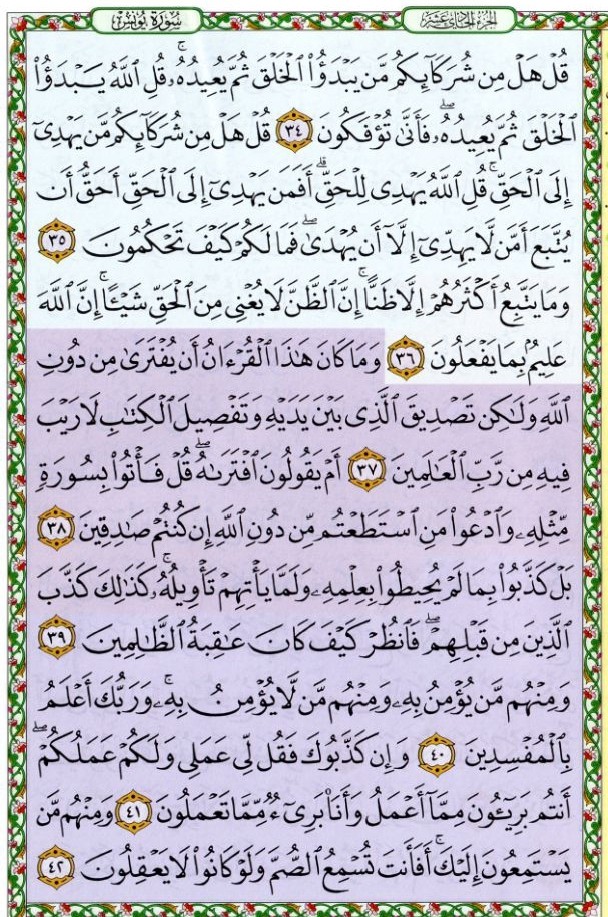 سُورَةُ يُونُسَ
الجزء الحادي عشر
قُلْ هَلْ مِن شُرَكَآئِكُم مَّن يَبْدَؤُا۟ ٱلْخَلْقَ ثُمَّ يُعِيدُهُۥ ۚ قُلِ ٱللَّهُ يَبْدَؤُا۟
ٱلْخَلْقَ ثُمَّ يُعِيدُهُۥ ۖ فَأَنَّىٰ تُؤْفَكُونَ ٣٤ قُلْ هَلْ مِن شُرَكَآئِكُم مَّن يَهْدِىٓ
إِلَى ٱلْحَقِّ ۚ قُلِ ٱللَّهُ يَهْدِى لِلْحَقِّ ۗ أَفَمَن يَهْدِىٓ إِلَى ٱلْحَقِّ أَحَقُّ أَن
يُتَّبَعَ أَمَّن لَّا يَهِدِّىٓ إِلَّآ أَن يُهْدَىٰ ۖ فَمَا لَكُمْ كَيْفَ تَحْكُمُونَ ٣٥
وَمَا يَتَّبِعُ أَكْثَرُهُمْ إِلَّا ظَنًّا ۚ إِنَّ ٱلظَّنَّ لَا يُغْنِى مِنَ ٱلْحَقِّ شَيْـًٔا ۚ إِنَّ ٱللَّهَ
عَلِيمٌۢ بِمَا يَفْعَلُونَ ٣٦ وَمَا كَانَ هَـٰذَا ٱلْقُرْءَانُ أَن يُفْتَرَىٰ مِن دُونِ
ٱللَّهِ وَلَـٰكِن تَصْدِيقَ ٱلَّذِى بَيْنَ يَدَيْهِ وَتَفْصِيلَ ٱلْكِتَـٰبِ لَا رَيْبَ
فِيهِ مِن رَّبِّ ٱلْعَـٰلَمِينَ ٣٧ أَمْ يَقُولُونَ ٱفْتَرَىٰهُ ۖ قُلْ فَأْتُوا۟ بِسُورَةٍ
مِّثْلِهِۦ وَٱدْعُوا۟ مَنِ ٱسْتَطَعْتُم مِّن دُونِ ٱللَّهِ إِن كُنتُمْ صَـٰدِقِينَ ٣٨
بَلْ كَذَّبُوا۟ بِمَا لَمْ يُحِيطُوا۟ بِعِلْمِهِۦ وَلَمَّا يَأْتِهِمْ تَأْوِيلُهُۥ ۚ كَذَٰلِكَ كَذَّبَ
ٱلَّذِينَ مِن قَبْلِهِمْ ۖ فَٱنظُرْ كَيْفَ كَانَ عَـٰقِبَةُ ٱلظَّـٰلِمِينَ ٣٩
وَمِنْهُم مَّن يُؤْمِنُ بِهِۦ وَمِنْهُم مَّن لَّا يُؤْمِنُ بِهِۦ ۚ وَرَبُّكَ أَعْلَمُ
بِٱلْمُفْسِدِينَ ٤٠ وَإِن كَذَّبُوكَ فَقُل لِّى عَمَلِى وَلَكُمْ عَمَلُكُمْ ۖ
أَنتُم بَرِيٓـُٔونَ مِمَّآ أَعْمَلُ وَأَنَا۠ بَرِىٓءٌ مِّمَّا تَعْمَلُونَ ٤١ وَمِنْهُم مَّن
يَسْتَمِعُونَ إِلَيْكَ ۚ أَفَأَنتَ تُسْمِعُ ٱلصُّمَّ وَلَوْ كَانُوا۟ لَا يَعْقِلُونَ ٤٢